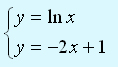 y = ln x
y = −2x + 1